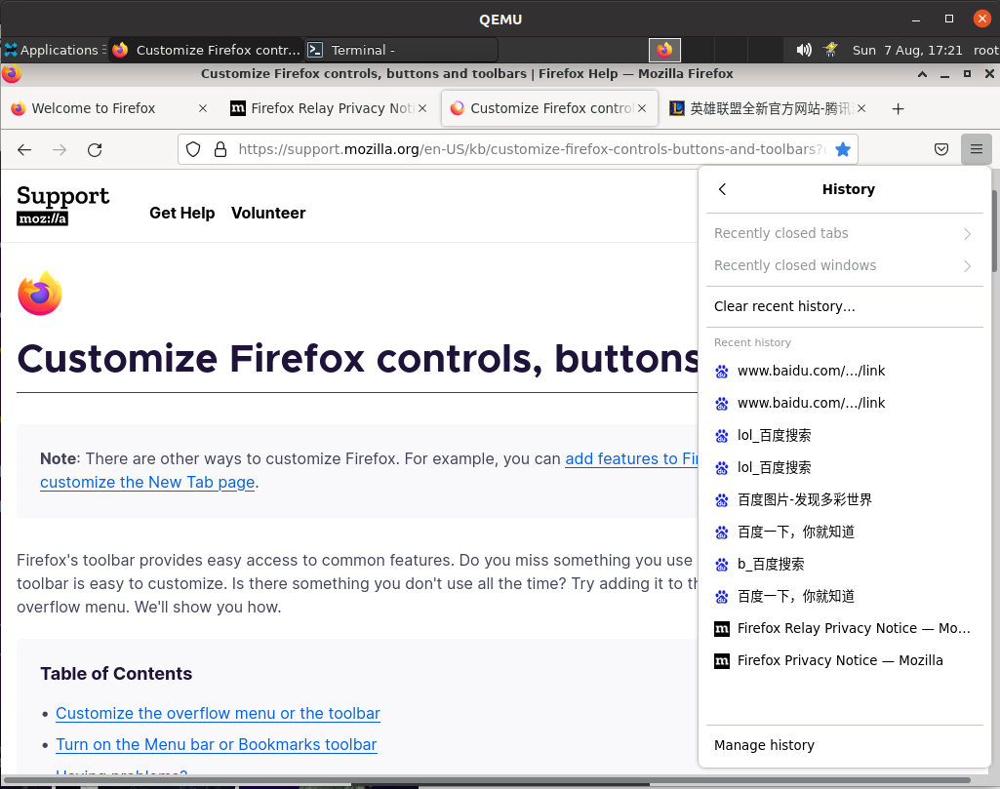 QEMU
Applications
Customize Firefox contr...
Terminal -
Sun 7 Aug, 17:21 root
Customize Firefox controls, buttons and toolbars | Firefox Help — Mozilla Firefox
Welcome to Firefox
Firefox Relay Privacy Noti
Customize Firefox contro
英雄联盟全新官方网站-腾讯
https://support.mozilla.org/en-US/kb/customize-firefox-controls-buttons-and-toolbars?
Support
moz://a
Get Help
Volunteer
Customize Firefox controls, buttons
Note: There are other ways to customize Firefox. For example, you can add features to Fir
customize the New Tab page.
Firefox's toolbar provides easy access to common features. Do you miss something you use
toolbar is easy to customize. Is there something you don't use all the time? Try adding it to th
overflow menu. We'll show you how.
Table of Contents
• Customize the overflow menu or the toolbar
• Turn on the Menu bar or Bookmarks toolbar
• Having problems?
History
Recently closed tabs
Recently closed windows
Clear recent history...
Recent history
www.baidu.com/.../link
www.baidu.com/.../link
lol_百度搜索
lol_百度搜索
百度图片-发现多彩世界
百度一下，你就知道
b_百度搜索
百度一下，你就知道
Firefox Relay Privacy Notice — Mo...
Firefox Privacy Notice — Mozilla
Manage history